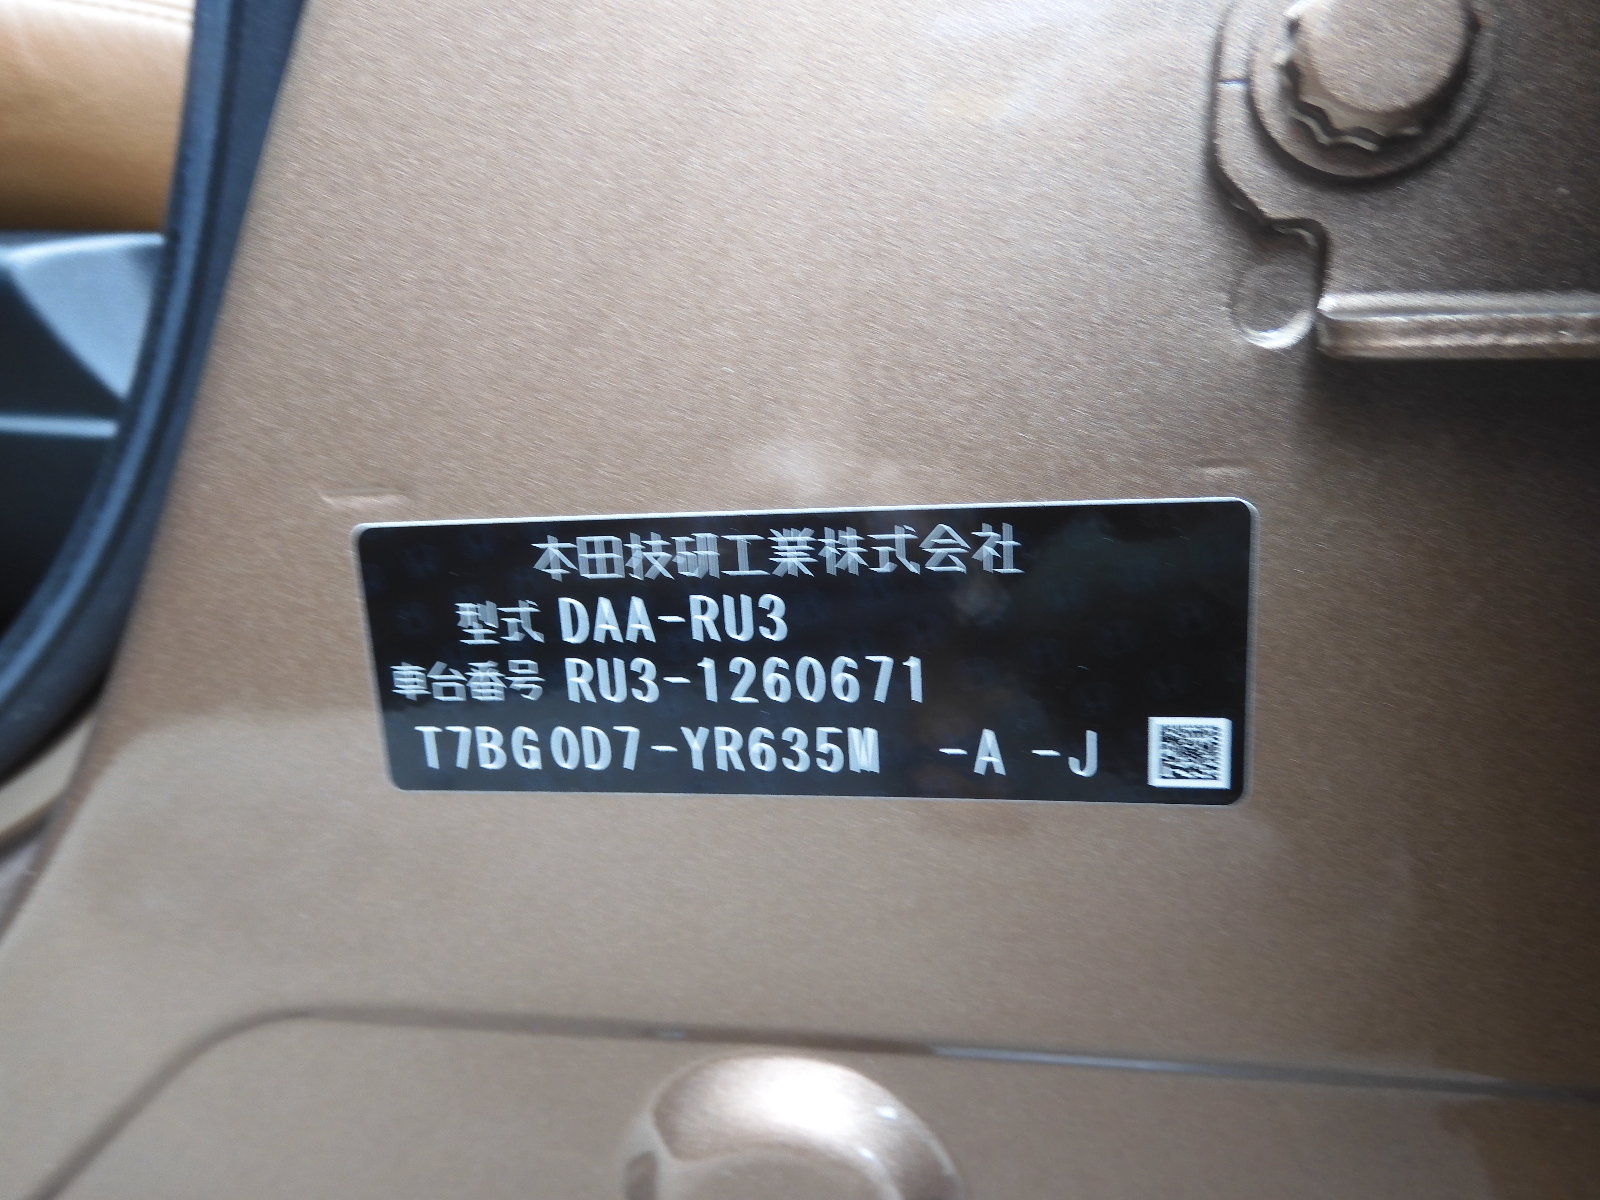 本田技研工業株式会社
型式 DAA-RU3
車台番号 RU3-1260671
T7BG0D7-YR635M -A -J